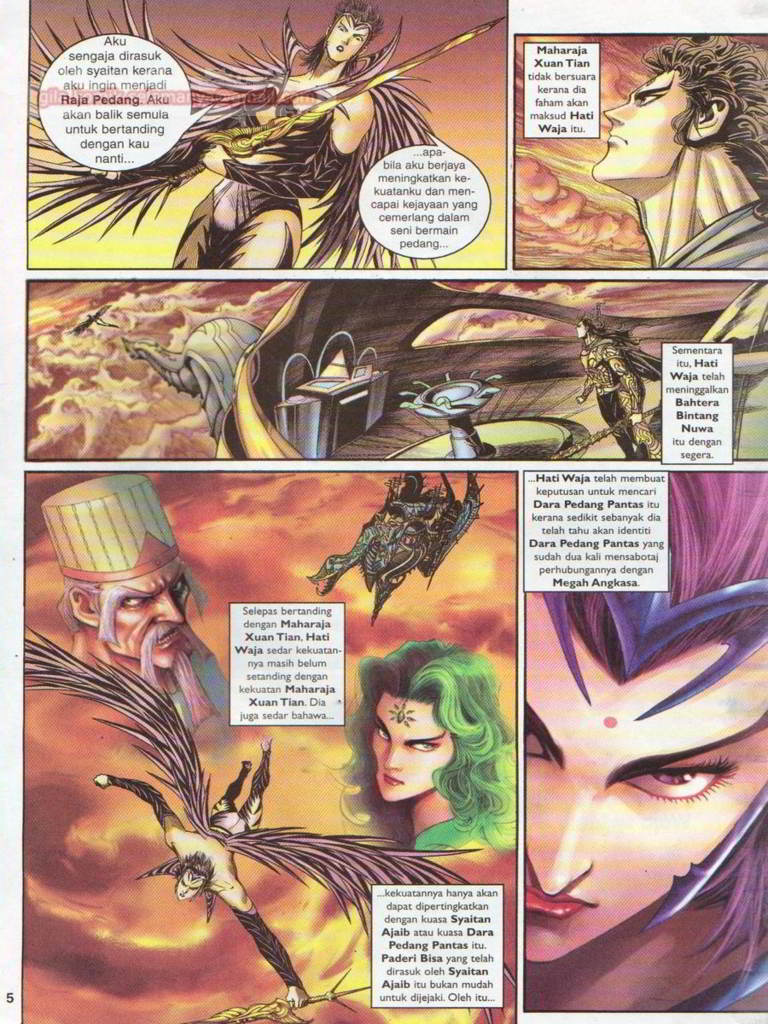 Aku
sengaja dirasuk
oleh syaitan kerana
aku ingin menjadi
Raja Pedang. Aku
akan balik semula
untuk bertanding
dengan kau
nanti...
...apa-
bila aku berjaya
meningkatkan ke-
kuatanku dan men-
capai kejayaan yang
cemerlang dalam
seni bermain
pedang...
Maharaja
Xuan Tian
tidak bersuara
kerana dia
faham akan
maksud Hati
Waja itu.
Sementara
itu, Hati
Waja telah
meninggalkan
Bahtera
Bintang
Nuwa
itu dengan
segera.
...Hati Waja telah membuat
keputusan untuk mencari
Dara Pedang Pantas itu
kerana sedikit sebanyak dia
telah tahu akan identiti
Dara Pedang Pantas yang
sudah dua kali mensabotaj
perhubungannya dengan
Megah Angkasa.
Selepas bertanding
dengan Maharaja
Xuan Tian, Hati
Waja sedar kekuatan-
nya masih belum
setanding dengan
kekuatan Maharaja
Xuan Tian. Dia
juga sedar bahawa...
...kekuatannya hanya akan
dapat dipertingkatkan
dengan kuasa Syaitan
Ajaib atau kuasa Dara
Pedang Pantas itu.
Paderi Bisa yang telah
dirasuk oleh Syaitan
Ajaib itu bukan mudah
untuk dijejaki. Oleh itu...
5